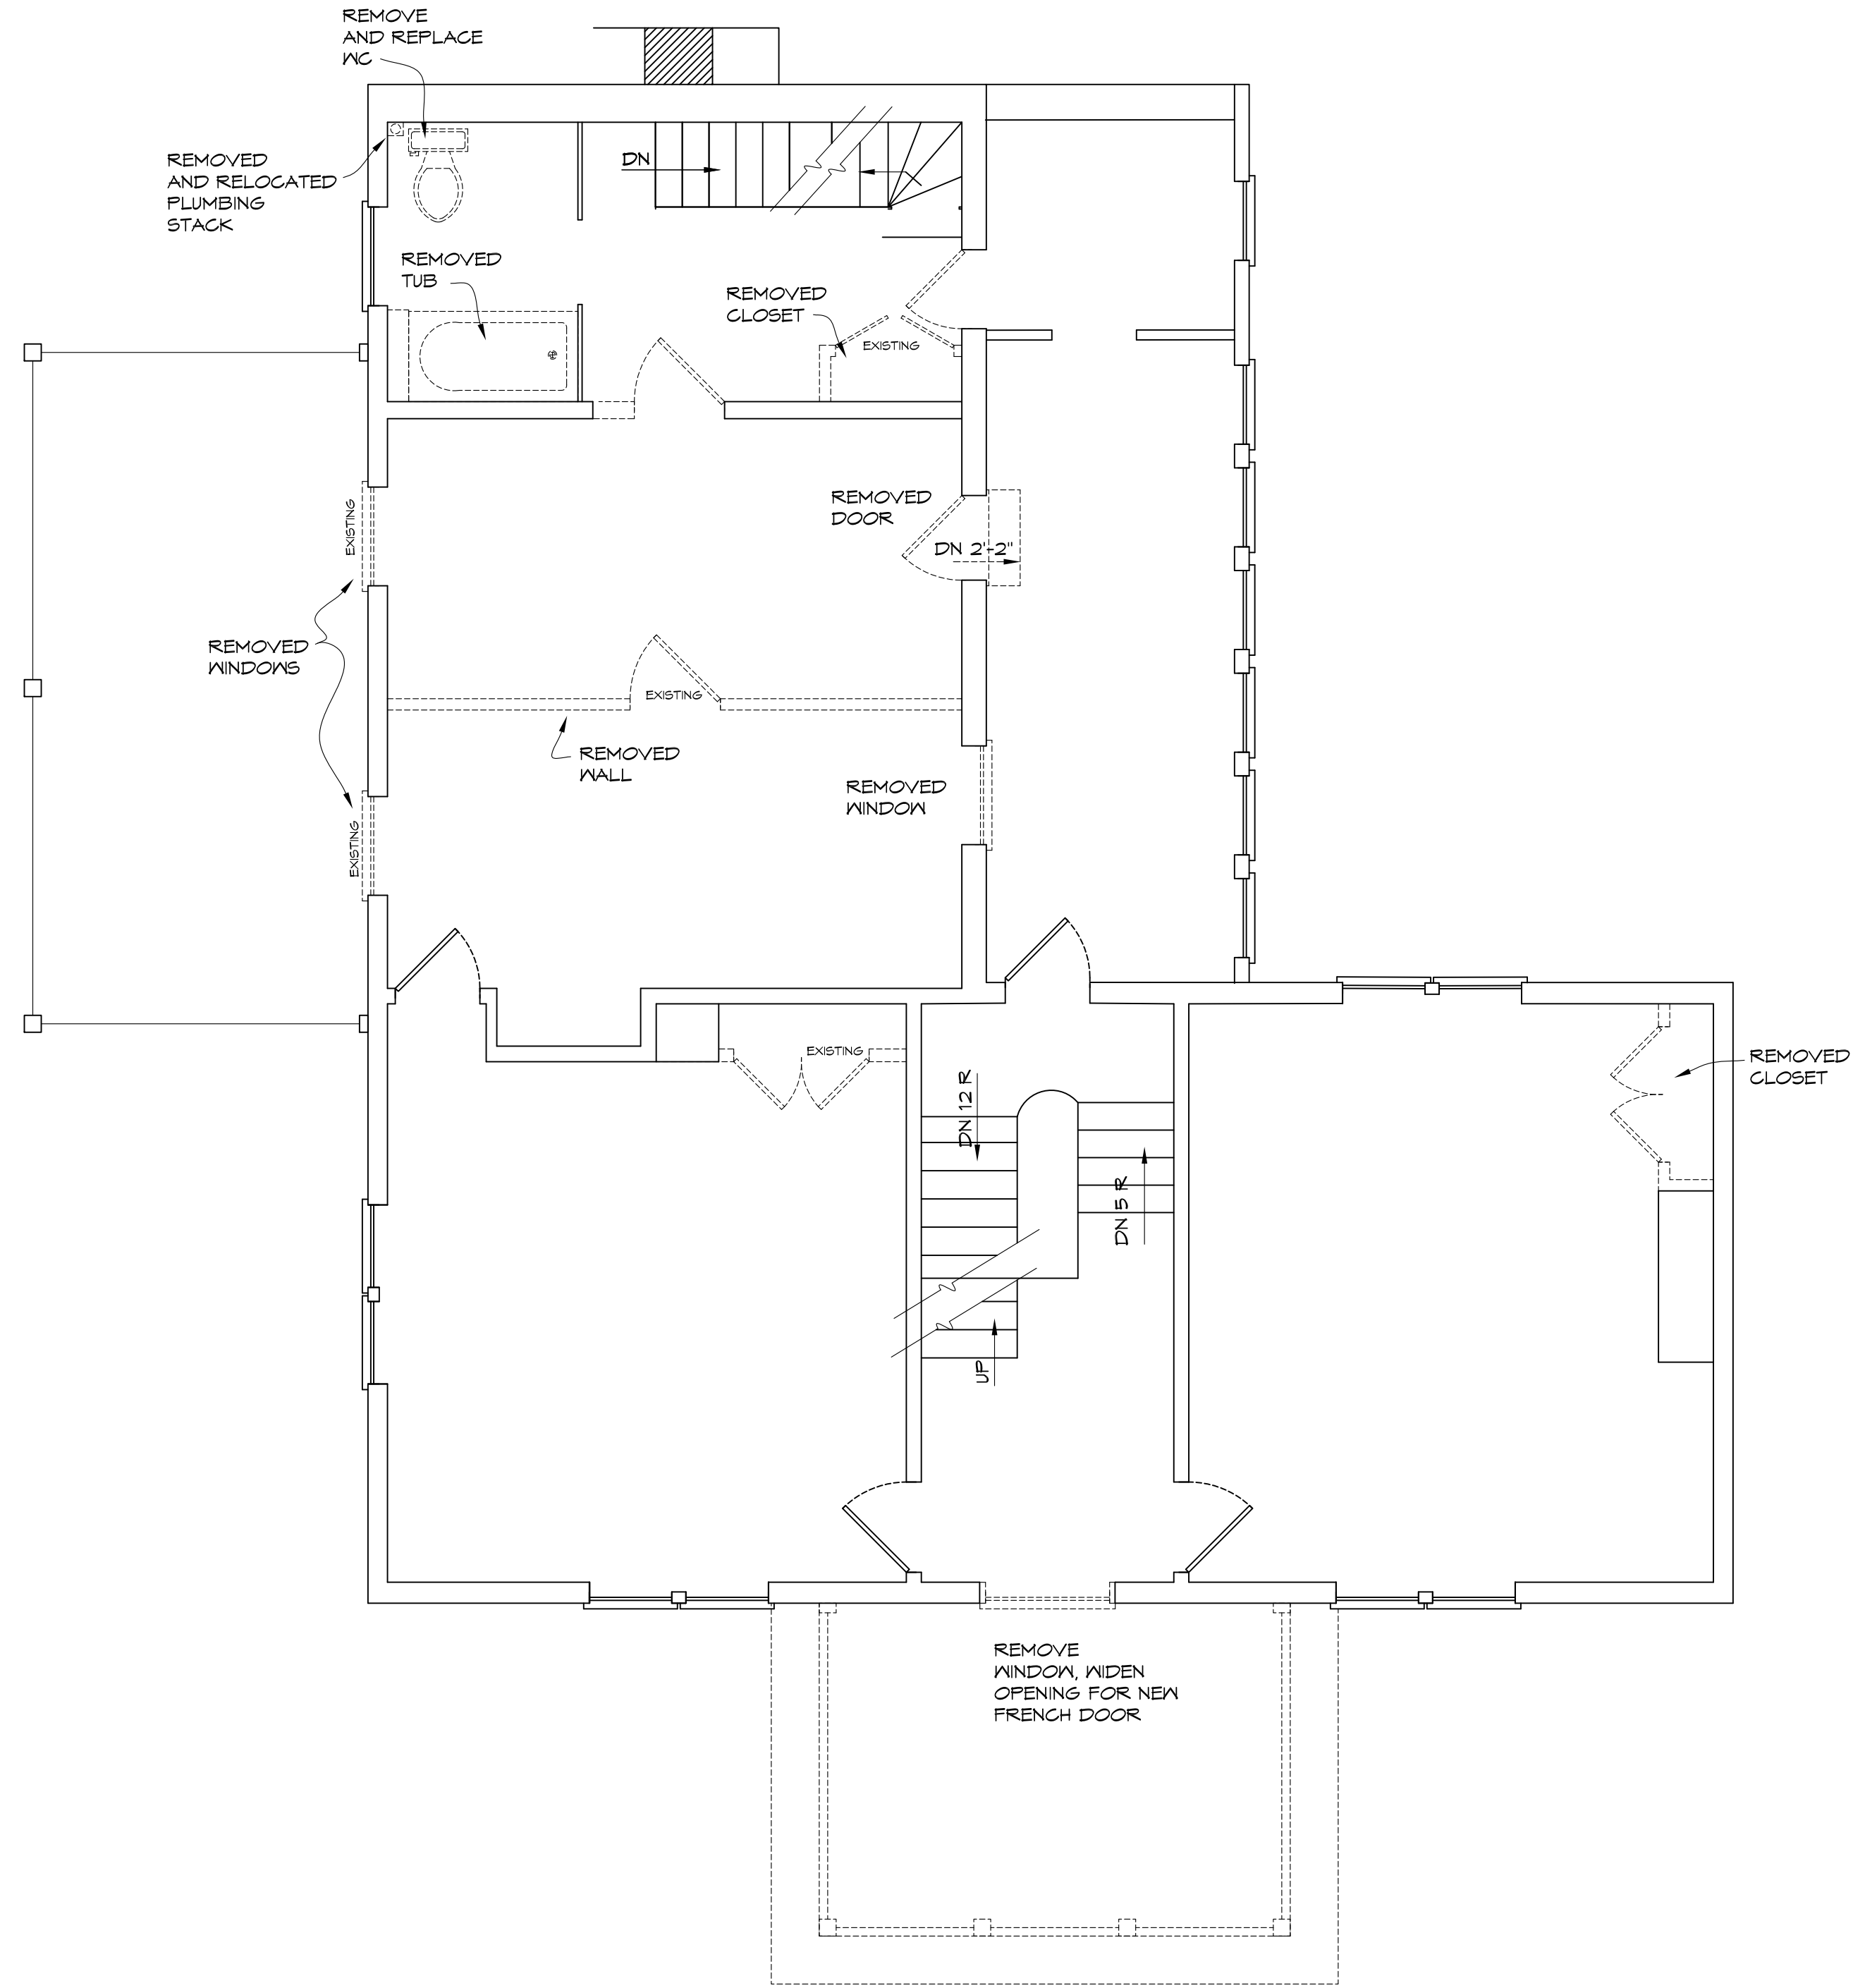 REMOVE
AND REPLACE
WC
REMOVED
AND RELOCATED
PLUMBING
STACK
DN
REMOVED
TUB
REMOVED
CLOSET
EXISTING
EXISTING
REMOVED
DOOR
DN 2'-2"
REMOVED
WINDOWS
EXISTING
REMOVED
WALL
REMOVED
WINDOW
EXISTING
EXISTING
REMOVED
CLOSET
DN 12 R
DN 5 R
UP
REMOVE
WINDOW, WIDEN
OPENING FOR NEW
FRENCH DOOR